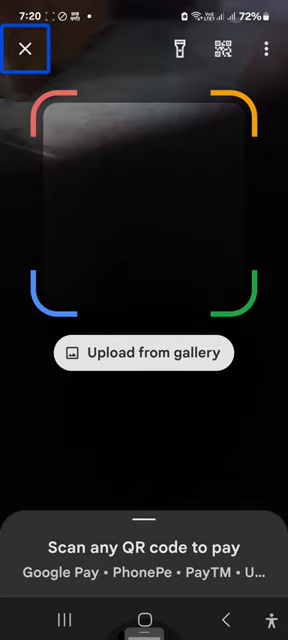 7:20 72%
Upload from gallery
Scan any QR code to pay
Google Pay • PhonePe • PayTM • U...